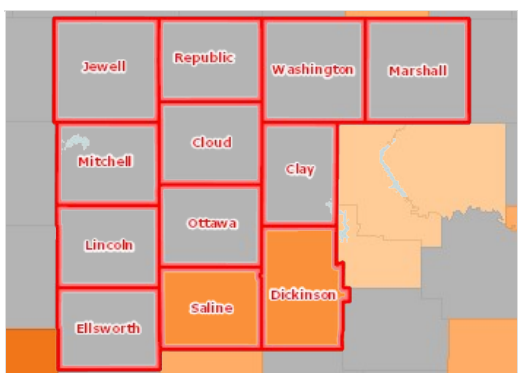 Jewell
Republic
Washington
Marshall
Mitchell
Cloud
Clay
Lincoln
Ottawa
Ellsworth
Saline
Dickinson